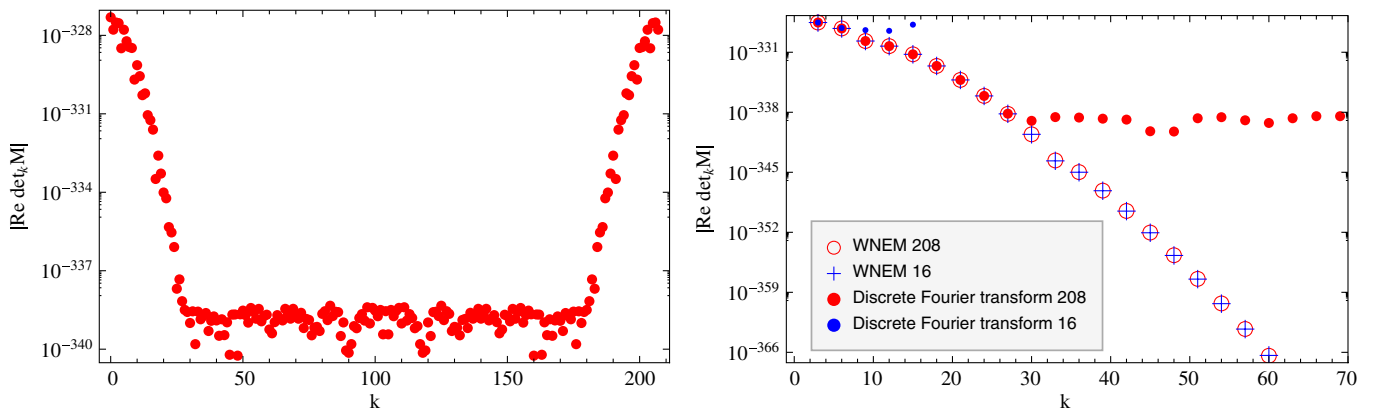 10^-328
10^-331
10^-334
10^-337
10^-340
|Re det_k M|
0 50 100 150 200
k
10^-331
10^-338
10^-345
10^-352
10^-359
10^-366
|Re det_k M|
WNEM 208
WNEM 16
Discrete Fourier transform 208
Discrete Fourier transform 16
0 10 20 30 40 50 60 70
k